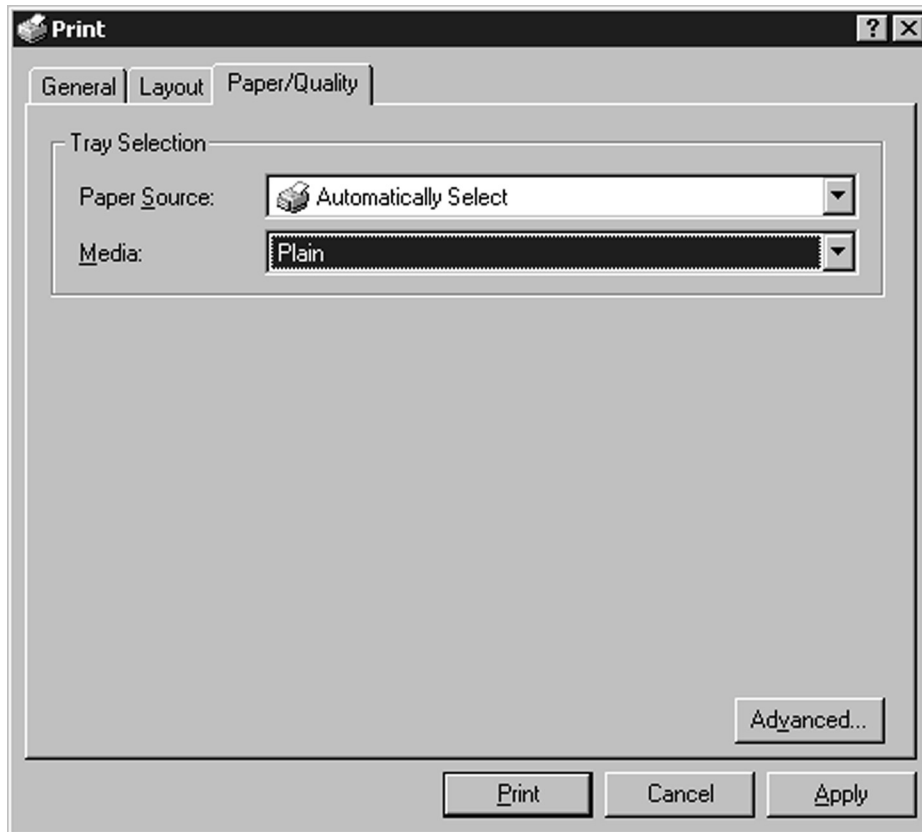 Print
General Layout Paper/Quality
Tray Selection
Paper Source: Automatically Select
Media: Plain
Advanced...
Print Cancel Apply